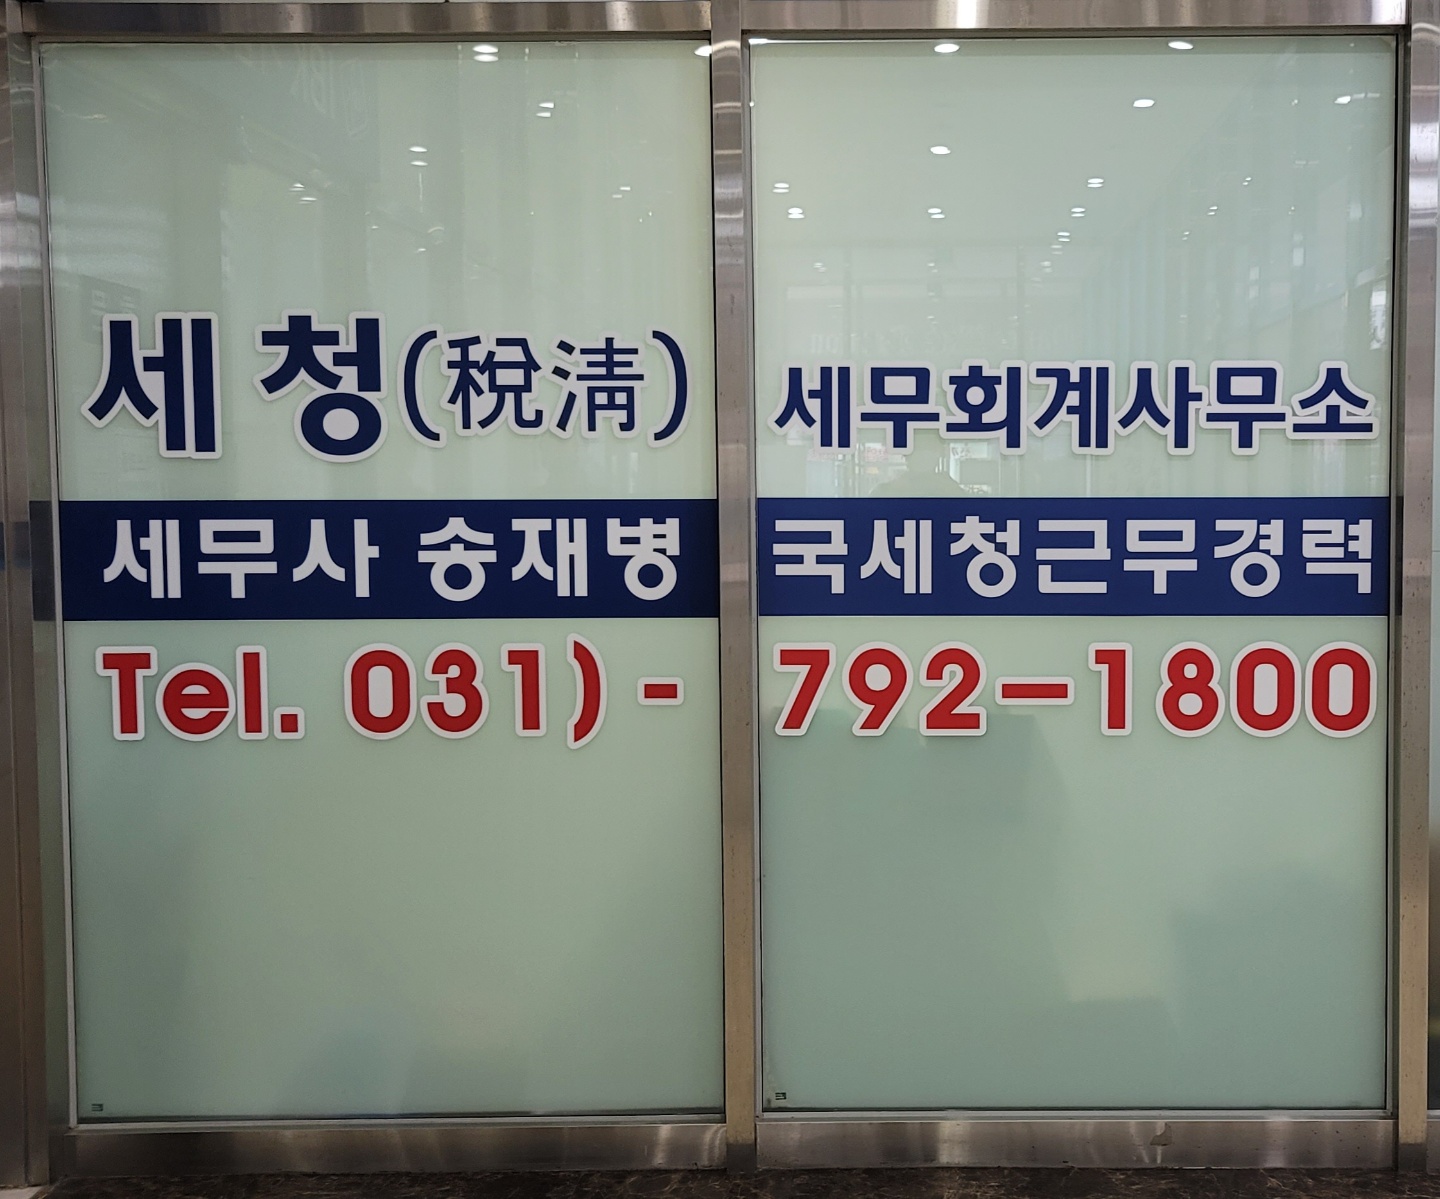 세 청(稅淸) 세무회계사무소
세무사 송재병 국세청근무경력
Tel. 031) - 792-1800